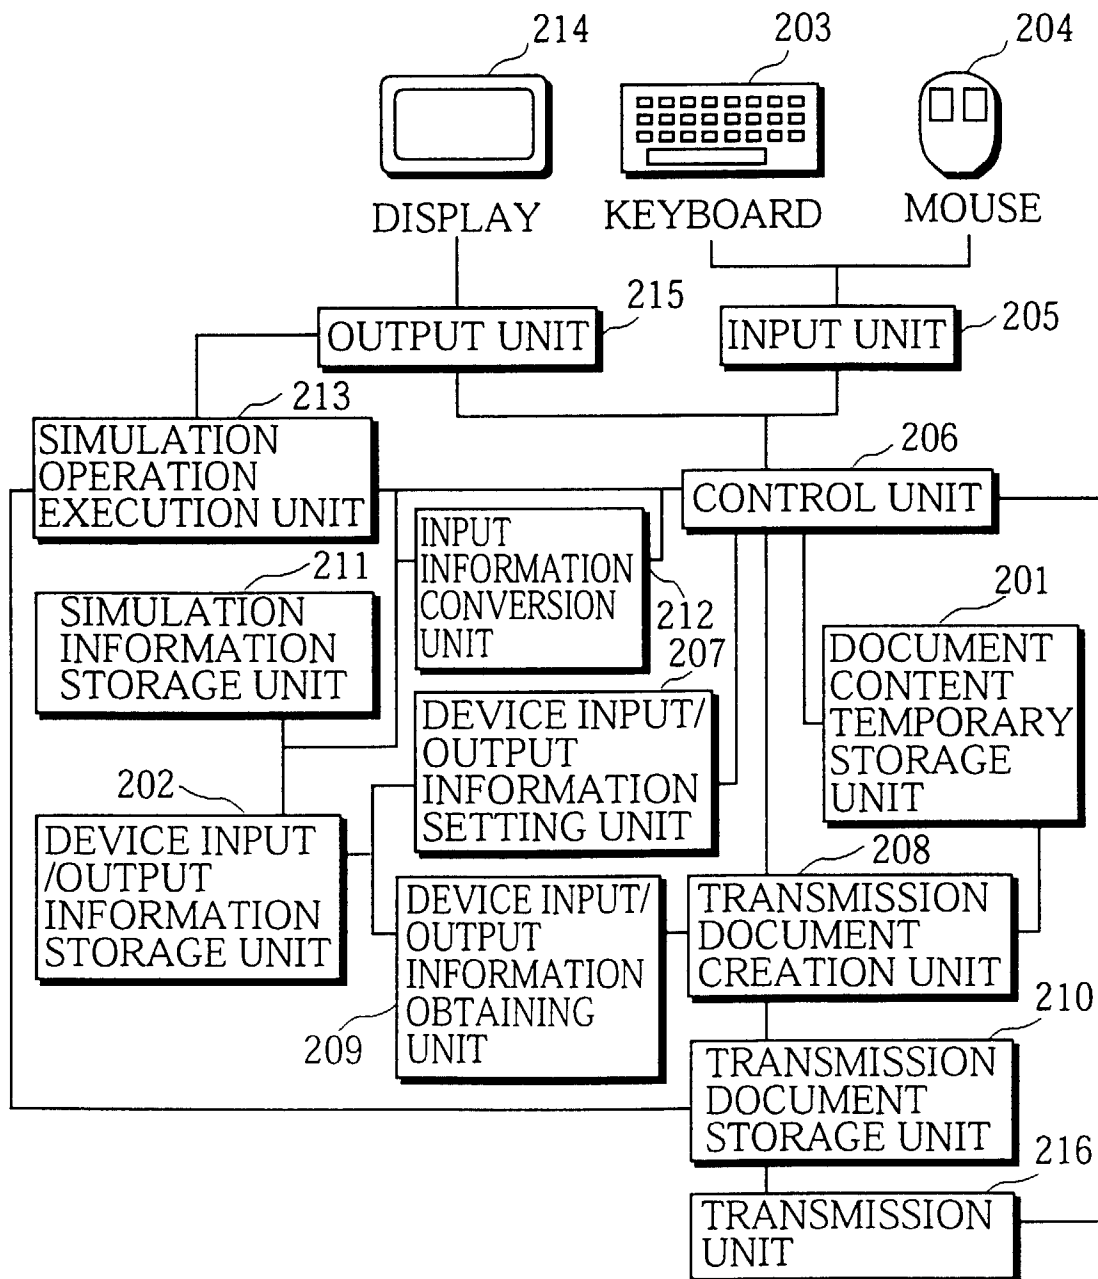 214
203
204
DISPLAY
KEYBOARD
MOUSE
215
OUTPUT UNIT
INPUT UNIT
205
213
SIMULATION
OPERATION
EXECUTION UNIT
206
CONTROL UNIT
INPUT
INFORMATION
CONVERSION
UNIT
212
211
SIMULATION
INFORMATION
STORAGE UNIT
201
DOCUMENT
CONTENT
TEMPORARY
STORAGE
UNIT
207
DEVICE INPUT/
OUTPUT
INFORMATION
SETTING UNIT
202
DEVICE INPUT
/OUTPUT
INFORMATION
STORAGE UNIT
208
TRANSMISSION
DOCUMENT
CREATION UNIT
DEVICE INPUT/
OUTPUT
INFORMATION
OBTAINING
UNIT
209
210
TRANSMISSION
DOCUMENT
STORAGE UNIT
216
TRANSMISSION
UNIT